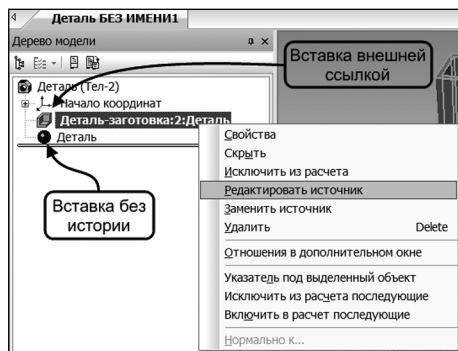 Деталь БЕЗ ИМЕНИ1
Дерево модели
Вставка внешней
ссылкой
Деталь (Тел-2)
Начало координат
Деталь-заготовка:2:Деталь
Деталь
Вставка без
истории
Свойства
Скрыть
Исключить из расчета
Редактировать источник
Заменить источник
Удалить Delete
Отношения в дополнительном окне
Указатель под выделенный объект
Исключить из расчета последующие
Включить в расчет последующие
Нормально к...